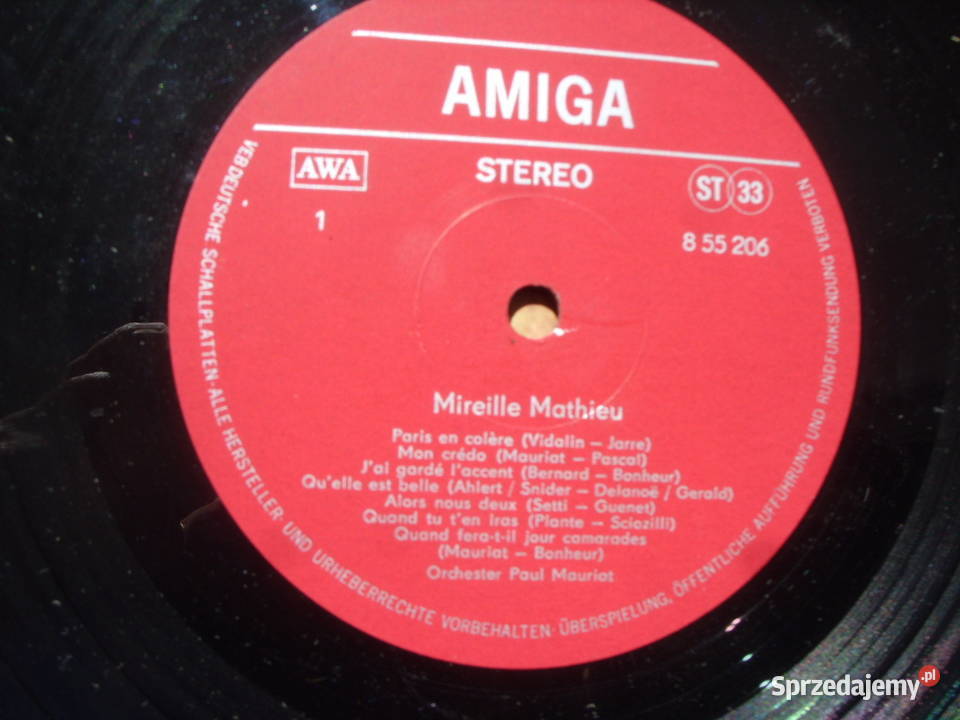 AMIGA
AWA
STEREO
ST 33
1
8 55 206
Mireille Mathieu
Paris en colère (Vidalin – Jarre)
Mon crédo (Mauriat – Pascal)
J'ai gardé l'accent (Bernard – Bonheur)
Qu'elle est belle (Ahlert / Snider – Delanoë / Gerald)
Alors nous deux (Setti – Guenet)
Quand tu t'en iras (Plante – Sciozilli)
Quand fera-t-il jour camarades
(Mauriat – Bonheur)
Orchester Paul Mauriat
VEB DEUTSCHE SCHALLPLATTEN · ALLE HERSTELLER UND URHEBERRECHTE VORBEHALTEN · ÜBERSPIELUNG, ÖFFENTLICHE AUFFÜHRUNG UND RUNDFUNKSENDUNG VERBOTEN
Sprzedajemy.pl